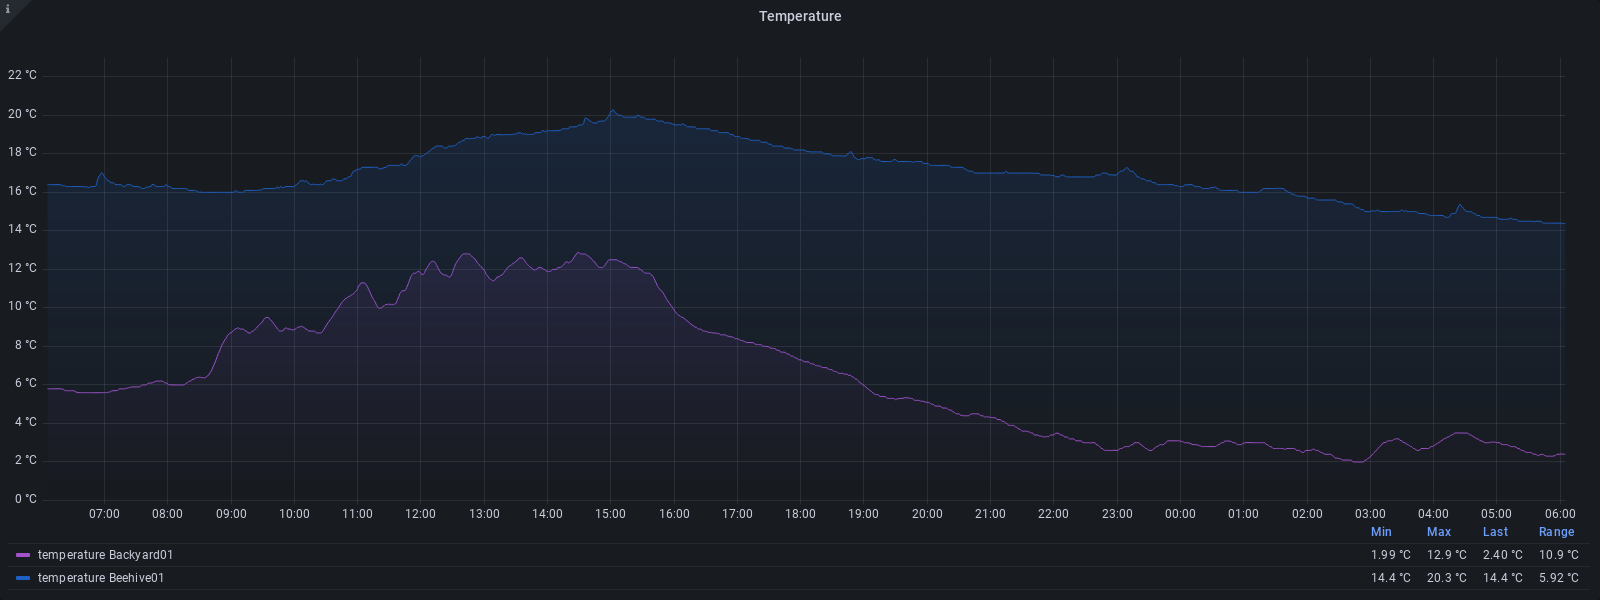 i
Temperature
22 °C
20 °C
18 °C
16 °C
14 °C
12 °C
10 °C
8 °C
6 °C
4 °C
2 °C
0 °C
07:00 08:00 09:00 10:00 11:00 12:00 13:00 14:00 15:00 16:00 17:00 18:00 19:00 20:00 21:00 22:00 23:00 00:00 01:00 02:00 03:00 04:00 05:00 06:00
Min Max Last Range
temperature Backyard01 1.99 °C 12.9 °C 2.40 °C 10.9 °C
temperature Beehive01 14.4 °C 20.3 °C 14.4 °C 5.92 °C